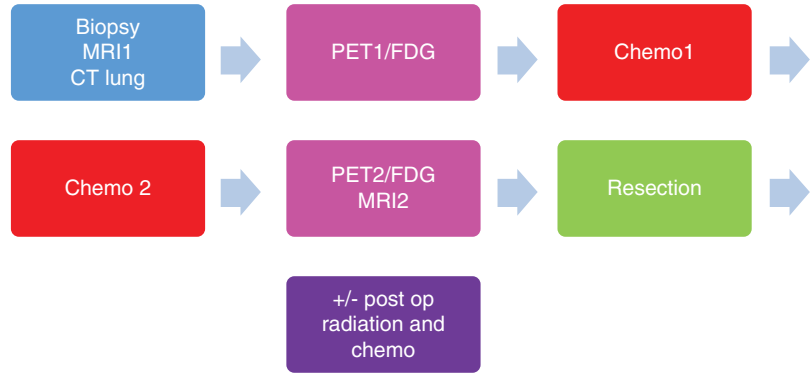 Biopsy
MRI1
CT lung
PET1/FDG
Chemo1
Chemo 2
PET2/FDG
MRI2
Resection
+/- post op
radiation and
chemo